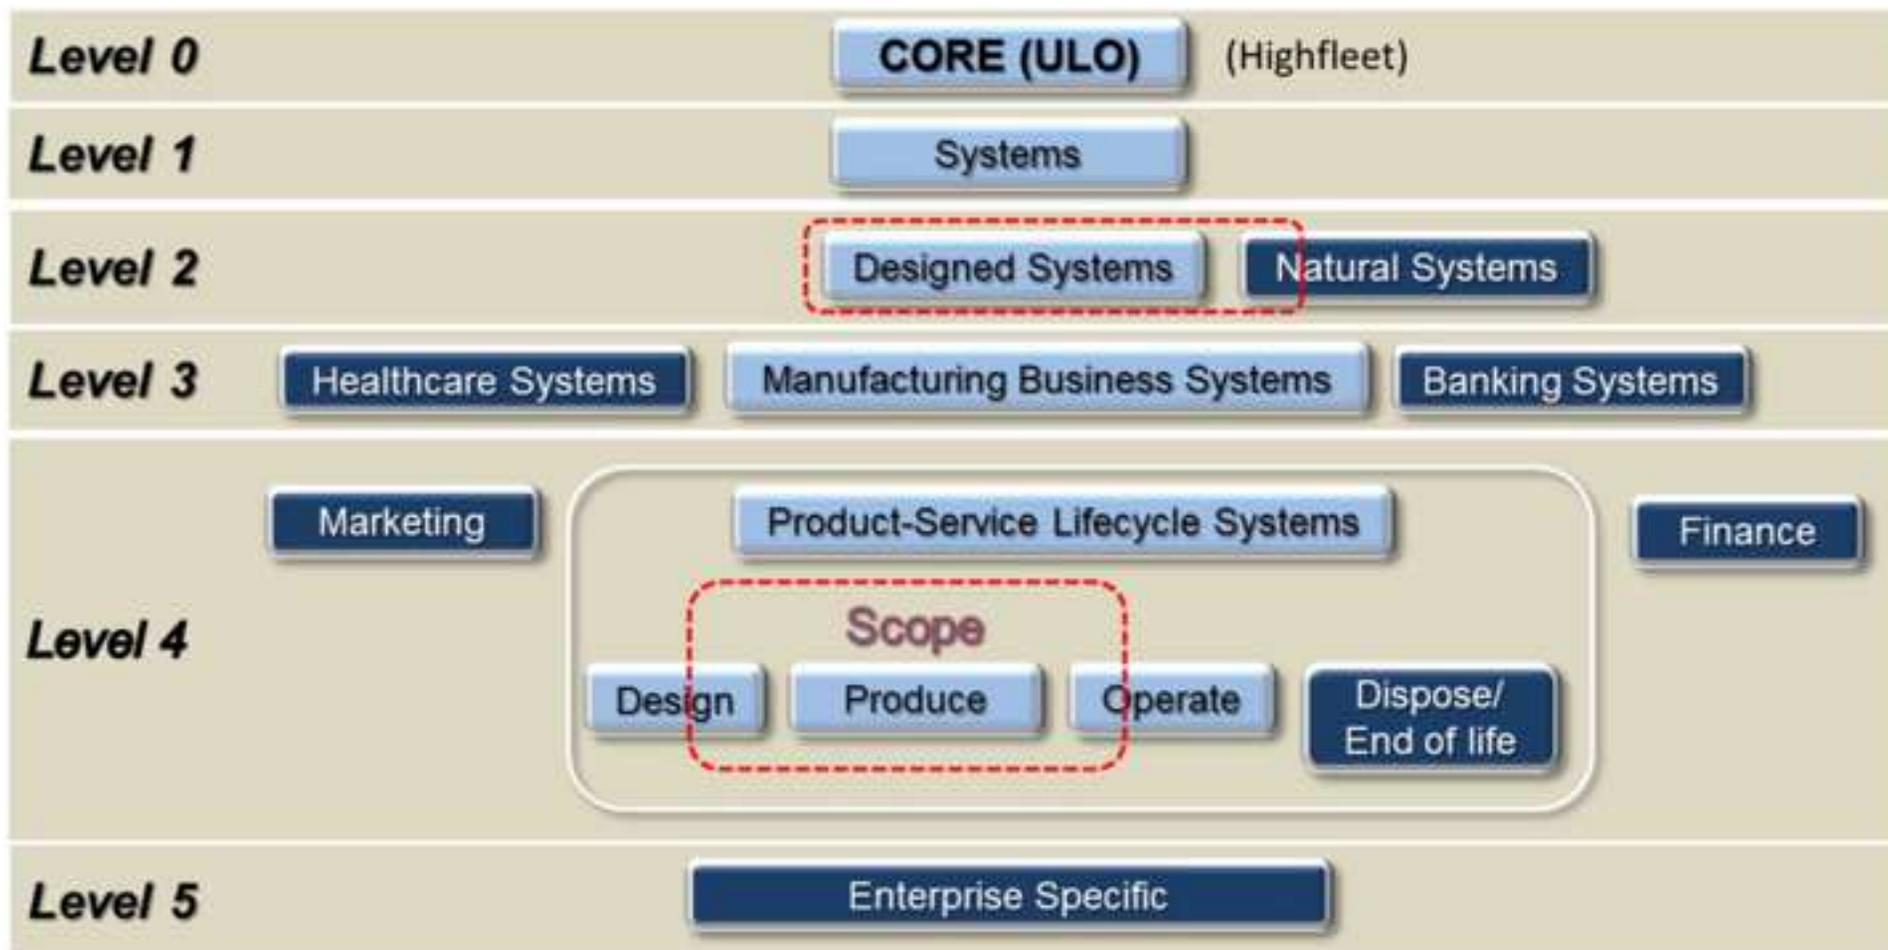 Level 0
CORE (ULO)
(Highfleet)
Level 1
Systems
Level 2
Designed Systems
Natural Systems
Level 3
Healthcare Systems
Manufacturing Business Systems
Banking Systems
Level 4
Marketing
Product-Service Lifecycle Systems
Finance
Scope
Design
Produce
Operate
Dispose/
End of life
Level 5
Enterprise Specific